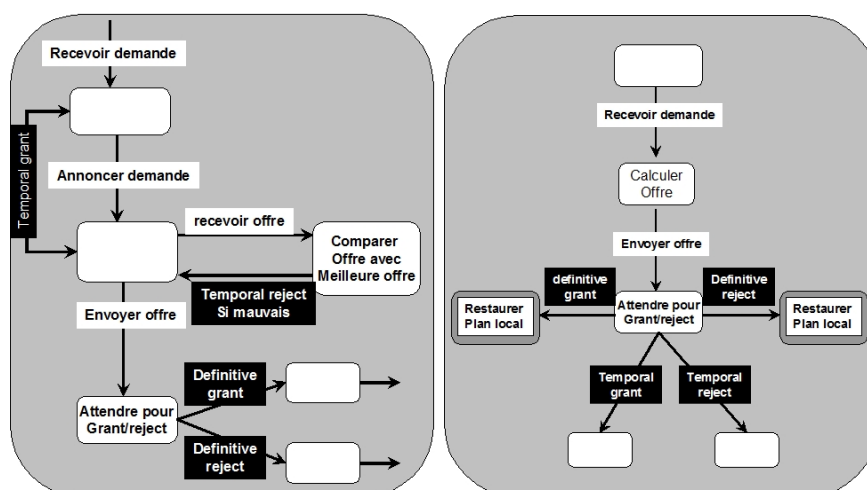 Recevoir demande
Temporal grant
Annoncer demande
recevoir offre
Comparer
Offre avec
Meilleure offre
Temporal reject
Si mauvais
Envoyer offre
Attendre pour
Grant/reject
Definitive
grant
Definitive
reject
Recevoir demande
Calculer
Offre
Envoyer offre
definitive
grant
Definitive
reject
Restaurer
Plan local
Attendre pour
Grant/reject
Restaurer
Plan local
Temporal
grant
Temporal
reject